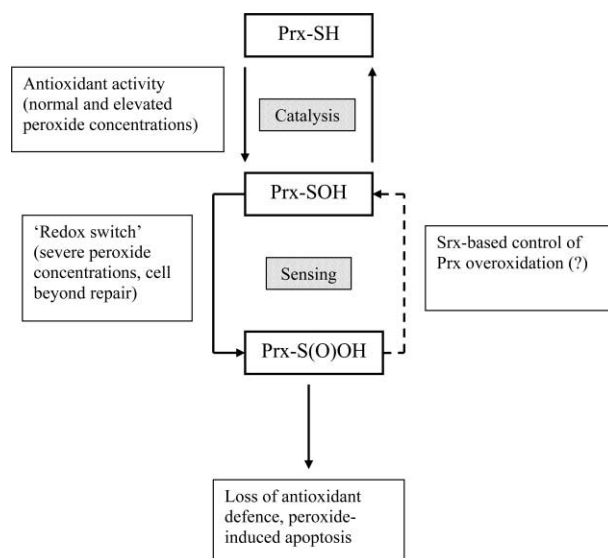 Prx-SH
Antioxidant activity
(normal and elevated
peroxide concentrations)
Catalysis
Prx-SOH
‘Redox switch’
(severe peroxide
concentrations, cell
beyond repair)
Sensing
Srx-based control of
Prx overoxidation (?)
Prx-S(O)OH
Loss of antioxidant
defence, peroxide-
induced apoptosis